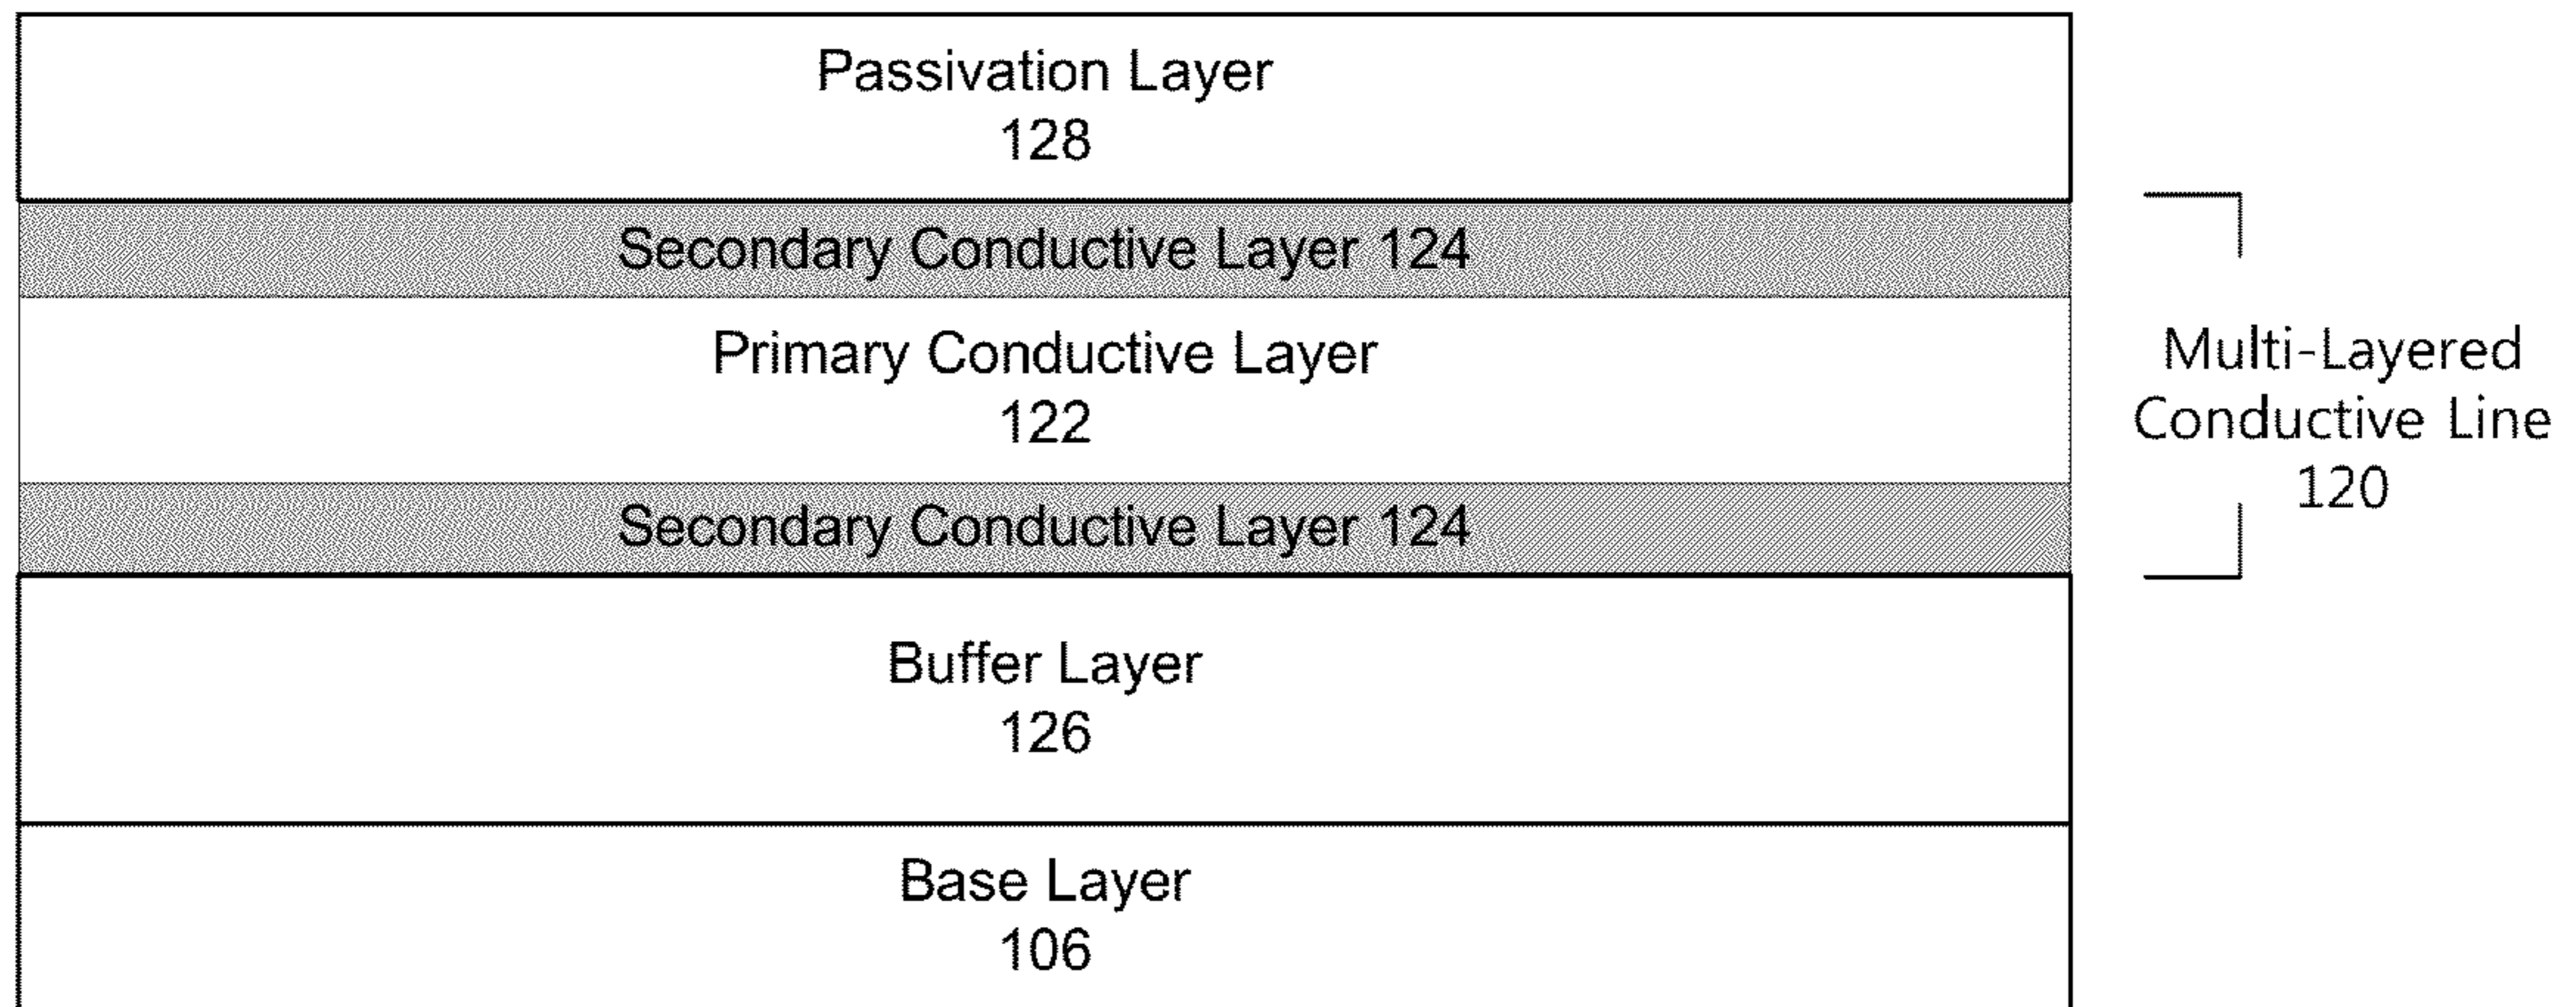 Passivation Layer
128
Secondary Conductive Layer 124
Primary Conductive Layer
122
Secondary Conductive Layer 124
Multi-Layered
Conductive Line
120
Buffer Layer
126
Base Layer
106